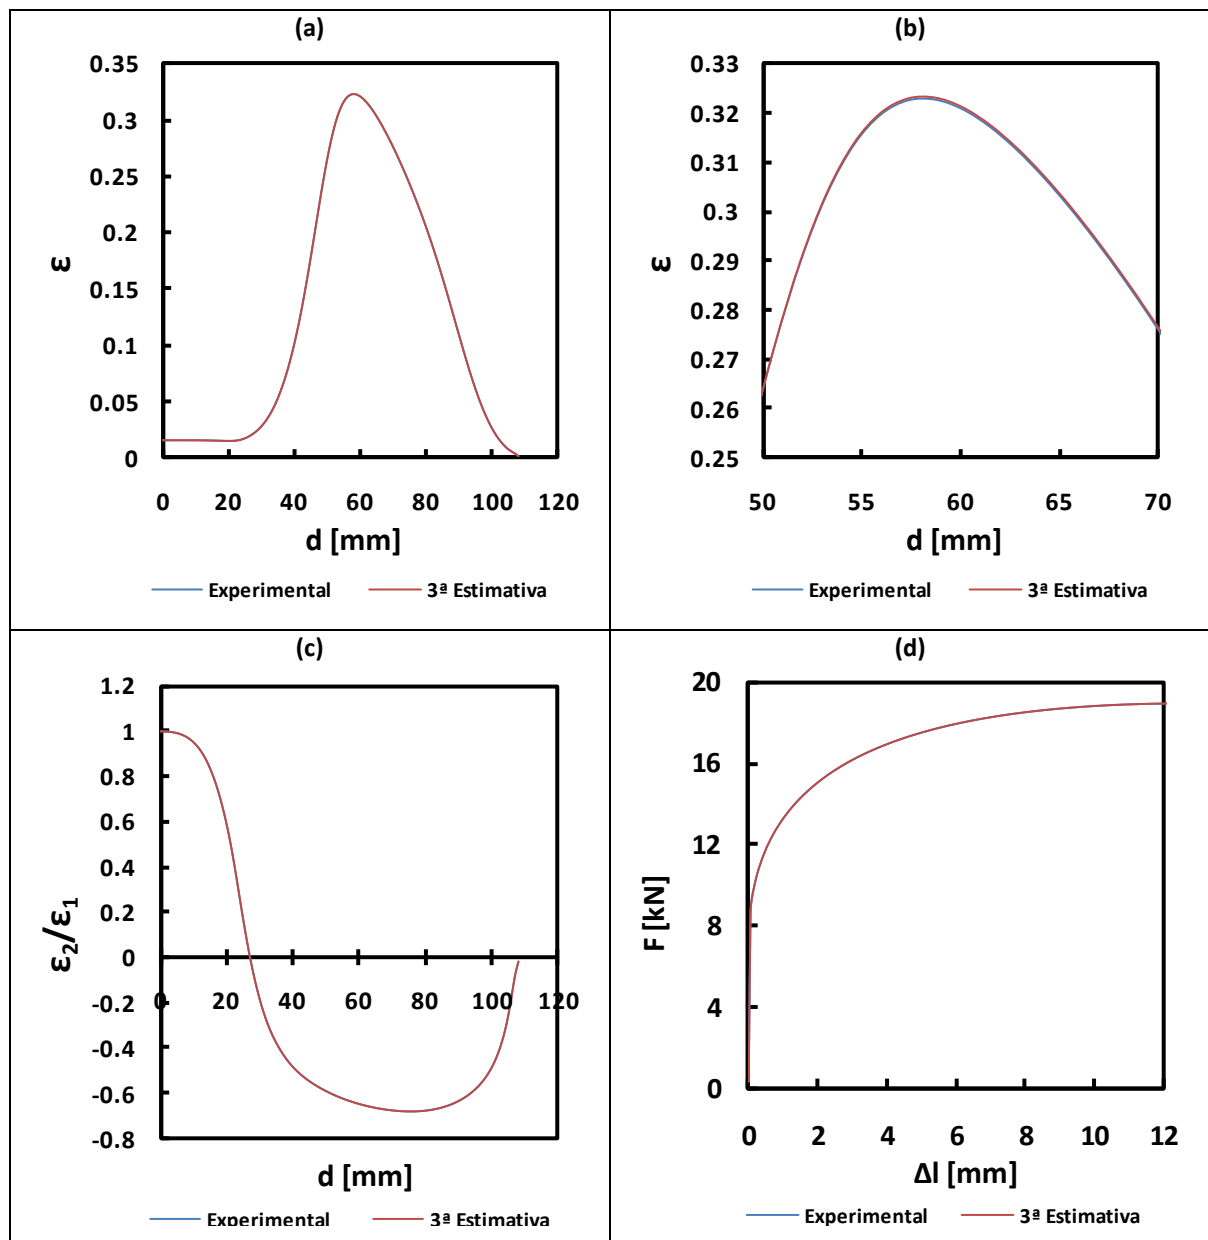 (a)
0.35
0.3
0.25
0.2
0.15
0.1
0.05
0
ε
0 20 40 60 80 100 120
d [mm]
Experimental 3ª Estimativa
(b)
0.33
0.32
0.31
0.3
0.29
0.28
0.27
0.26
0.25
ε
50 55 60 65 70
d [mm]
Experimental 3ª Estimativa
(c)
1.2
1
0.8
0.6
0.4
0.2
0
-0.2
-0.4
-0.6
-0.8
ε2/ε1
0 20 40 60 80 100 120
d [mm]
Experimental 3ª Estimativa
(d)
20
16
12
8
4
0
F [kN]
0 2 4 6 8 10 12
Δl [mm]
Experimental 3ª Estimativa